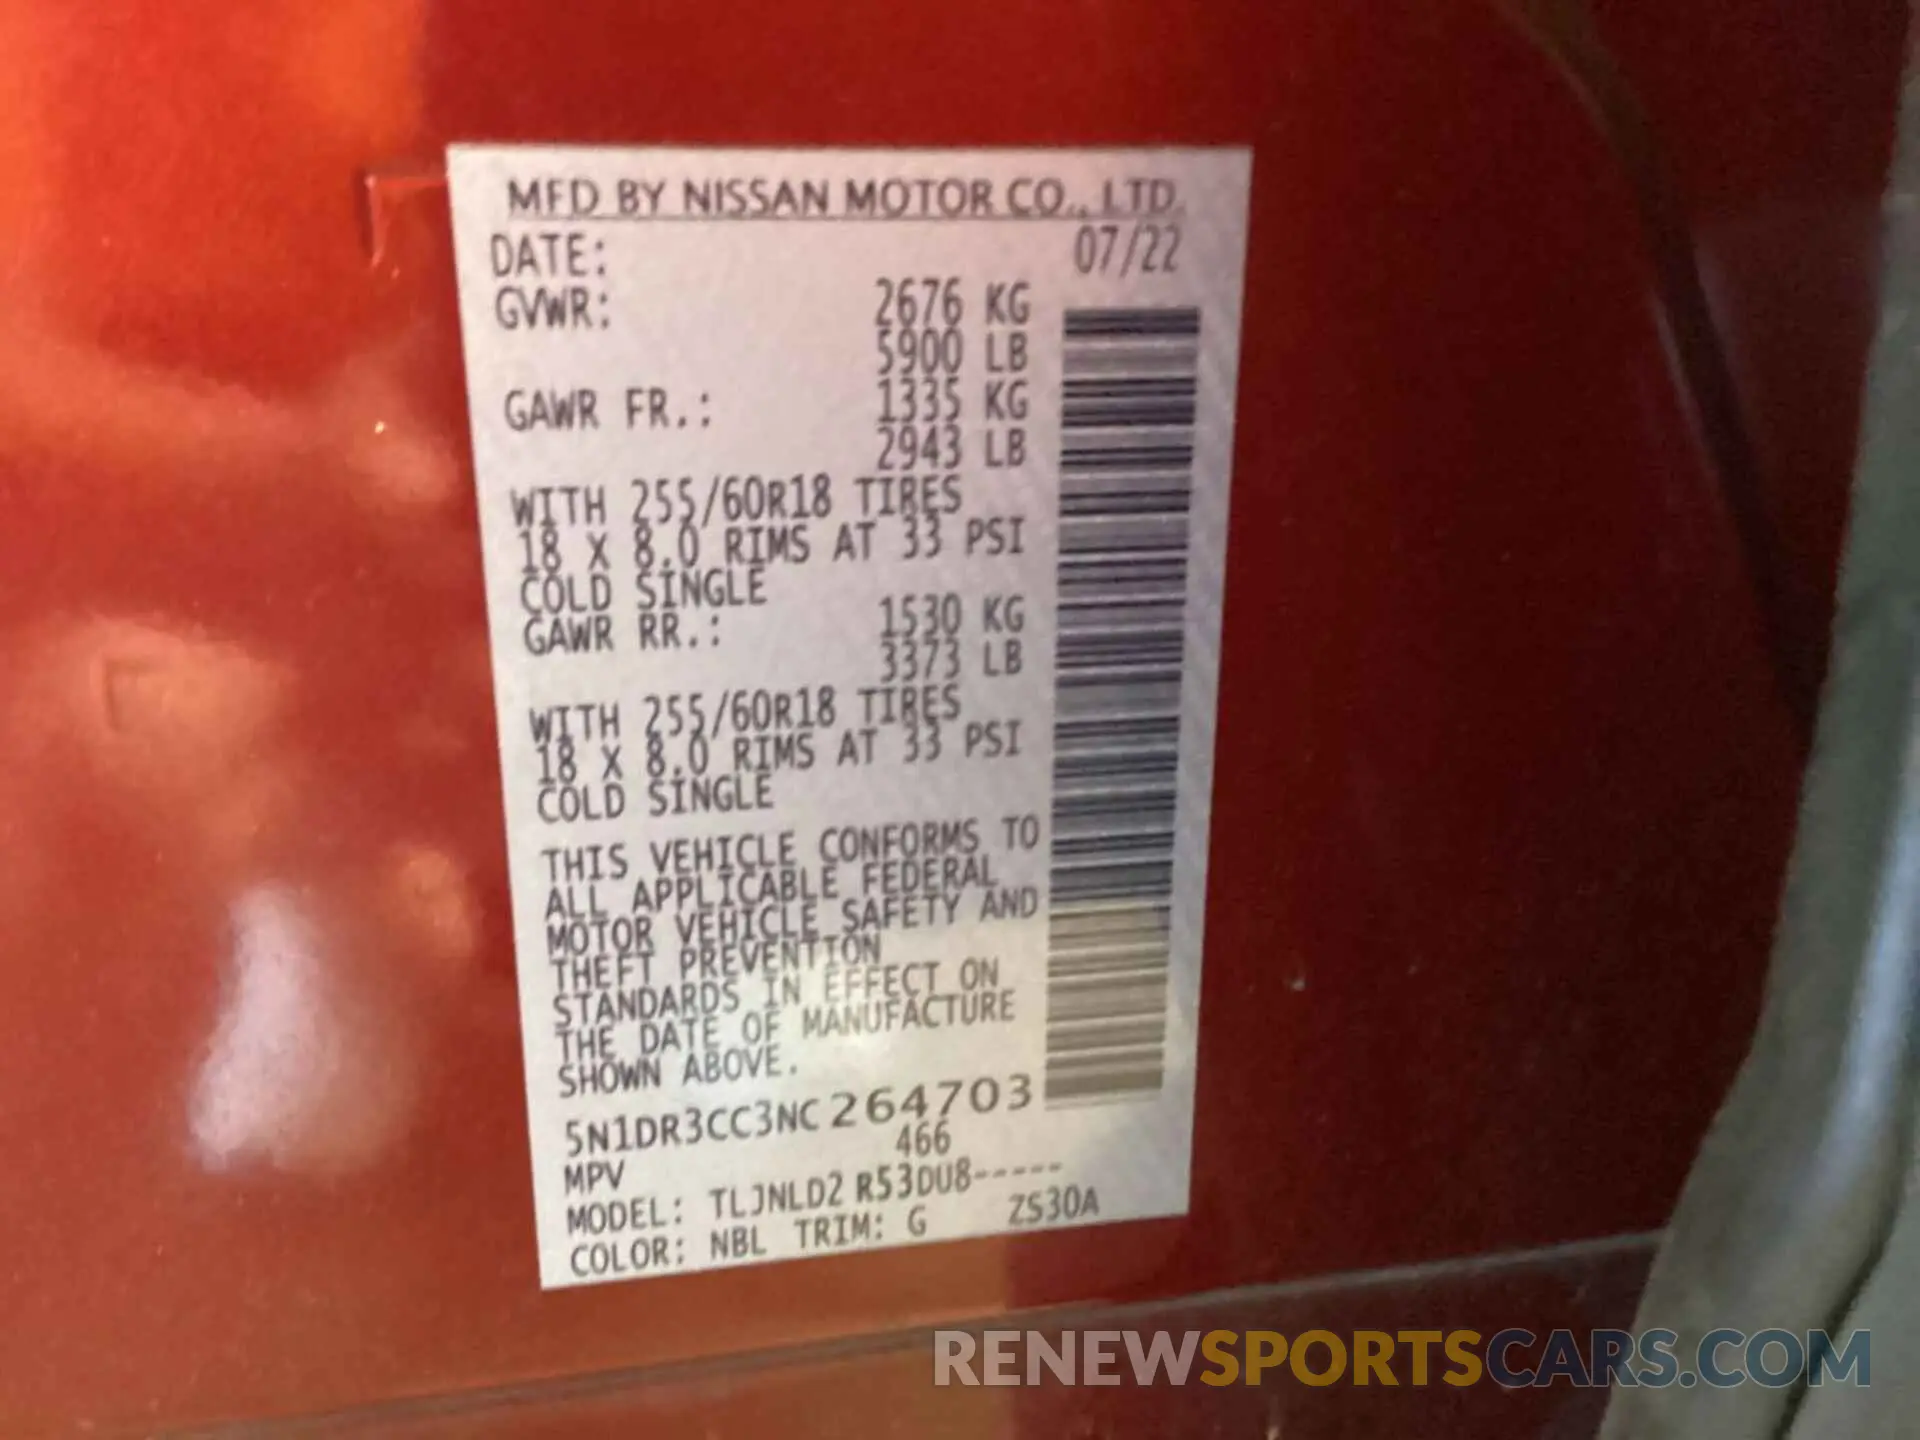 MFD BY NISSAN MOTOR CO., LTD.
DATE: 07/22
GVWR: 2676 KG
5900 LB
GAWR FR.: 1335 KG
2943 LB
WITH 255/60R18 TIRES
18 X 8.0 RIMS AT 33 PSI
COLD SINGLE
GAWR RR.: 1530 KG
3373 LB
WITH 255/60R18 TIRES
18 X 8.0 RIMS AT 33 PSI
COLD SINGLE
THIS VEHICLE CONFORMS TO
ALL APPLICABLE FEDERAL
MOTOR VEHICLE SAFETY AND
THEFT PREVENTION
STANDARDS IN EFFECT ON
THE DATE OF MANUFACTURE
SHOWN ABOVE.
5N1DR3CC3NC264703
466
MPV
MODEL: TLJNLD2 R53DU8-----
COLOR: NBL TRIM: G ZS30A
RENEWSPORTSCARS.COM